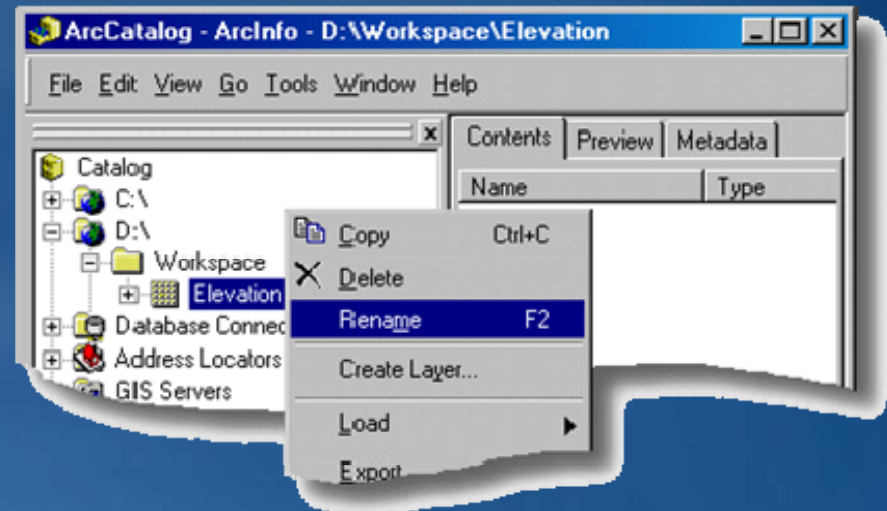 ArcCatalog - ArcInfo - D:\Workspace\Elevation
File Edit View Go Tools Window Help
Contents Preview Metadata
Name Type
Catalog
C:\
D:\
Workspace
Elevation
Database Connec
Address Locators
GIS Servers
Copy Ctrl+C
Delete
Rename F2
Create Layer...
Load
Export